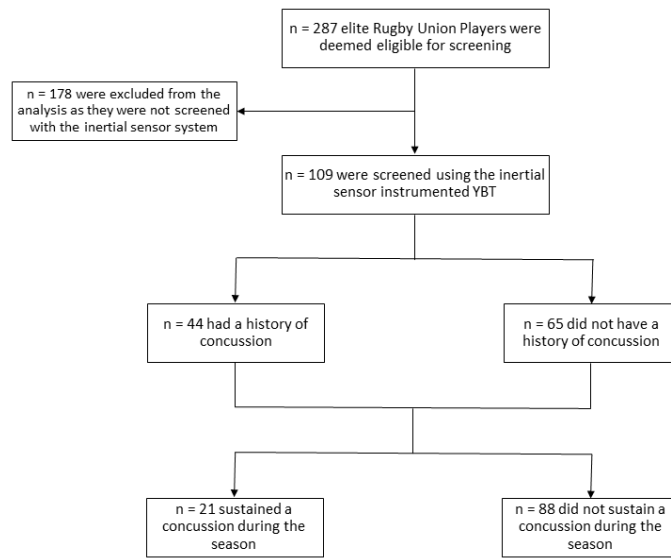 n = 287 elite Rugby Union Players were
deemed eligible for screening
n = 178 were excluded from the
analysis as they were not screened
with the inertial sensor system
n = 109 were screened using the inertial
sensor instrumented YBT
n = 44 had a history of
concussion
n = 65 did not have a
history of concussion
n = 21 sustained a
concussion during the
season
n = 88 did not sustain a
concussion during the
season